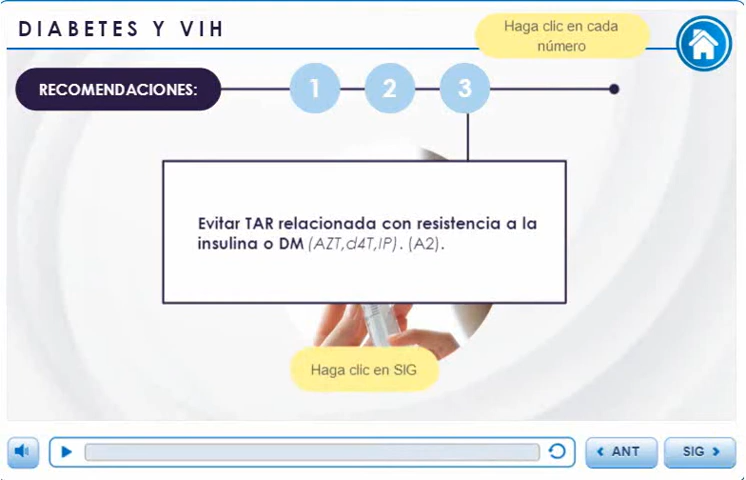 DIABETES Y VIH
Haga clic en cada
número
RECOMENDACIONES:
1 2 3
Evitar TAR relacionada con resistencia a la
insulina o DM (AZT,d4T,IP). (A2).
Haga clic en SIG
ANT
SIG